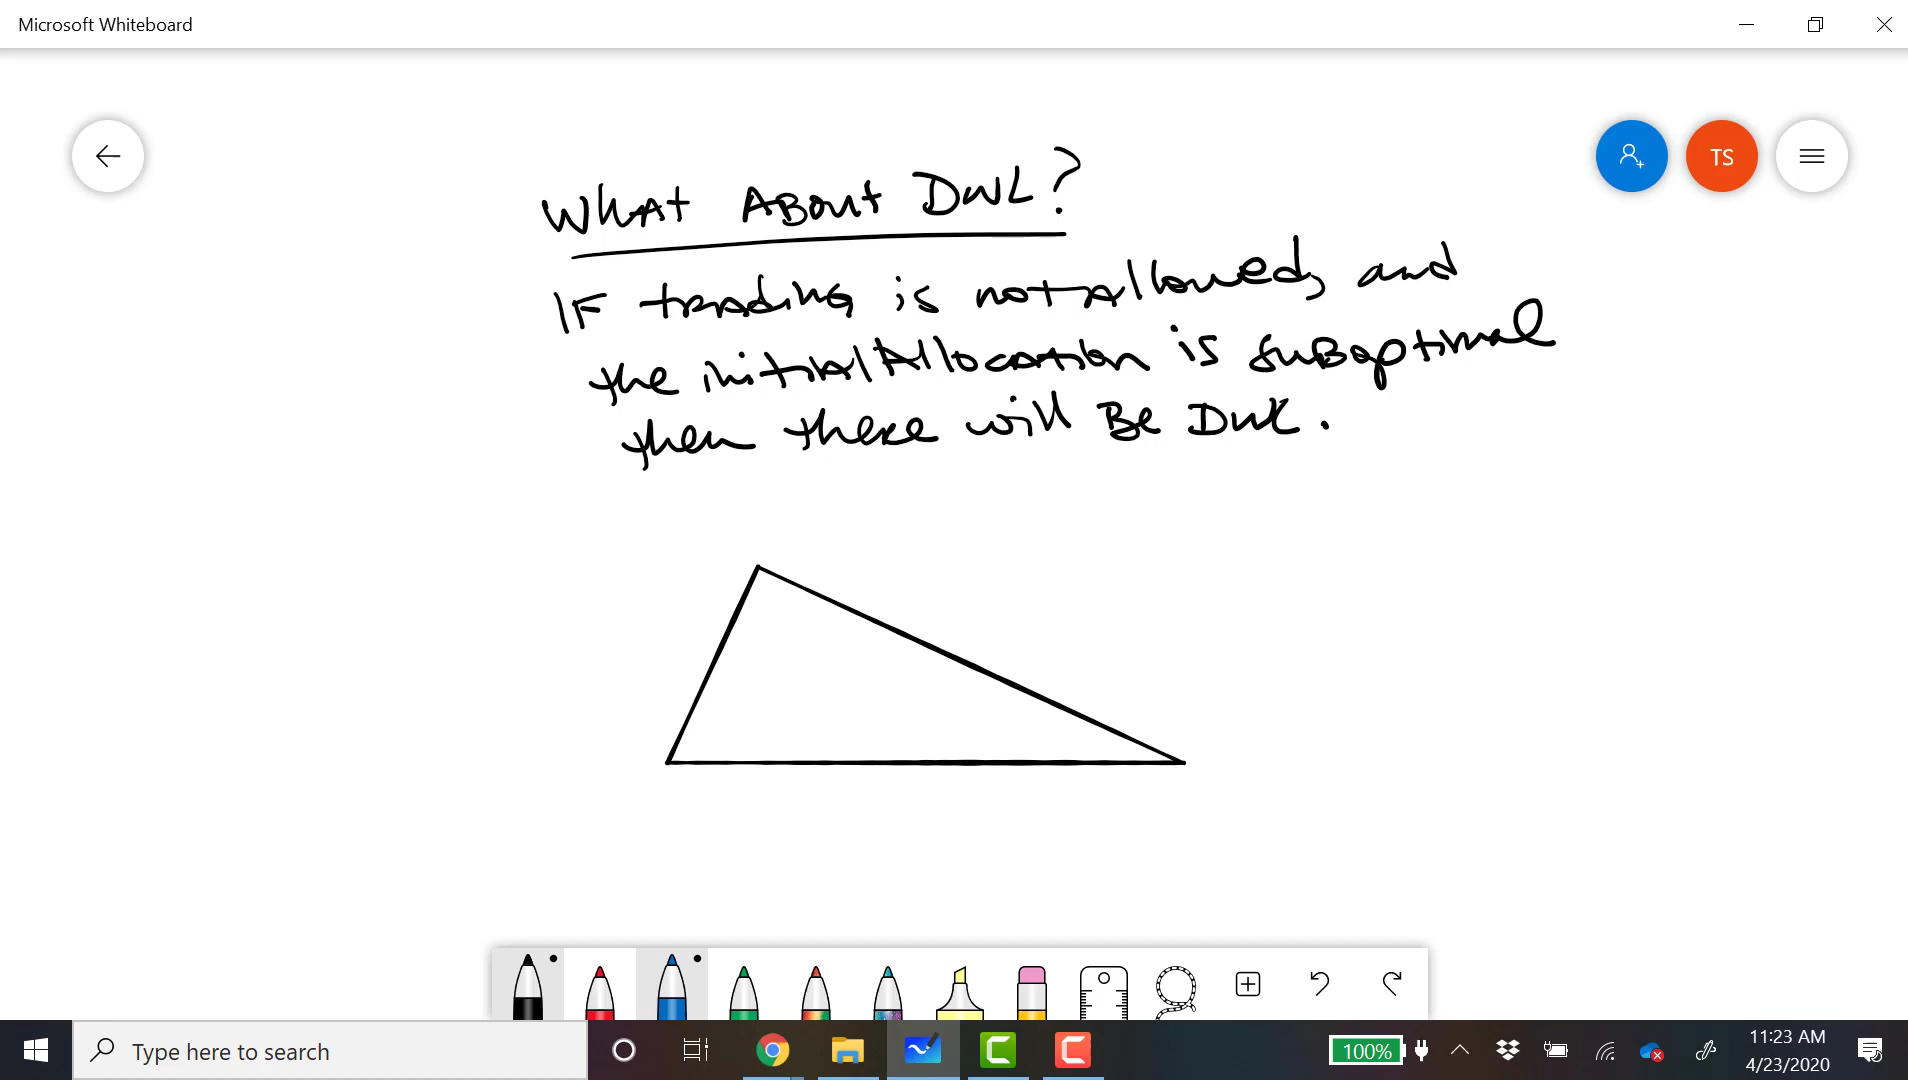 Microsoft Whiteboard
TS
WHAT ABOUT DWL?
IF trading is not allowed, and
the initial Allocation is suboptimal
then there will Be DWL.
Type here to search
100%
11:23 AM
4/23/2020